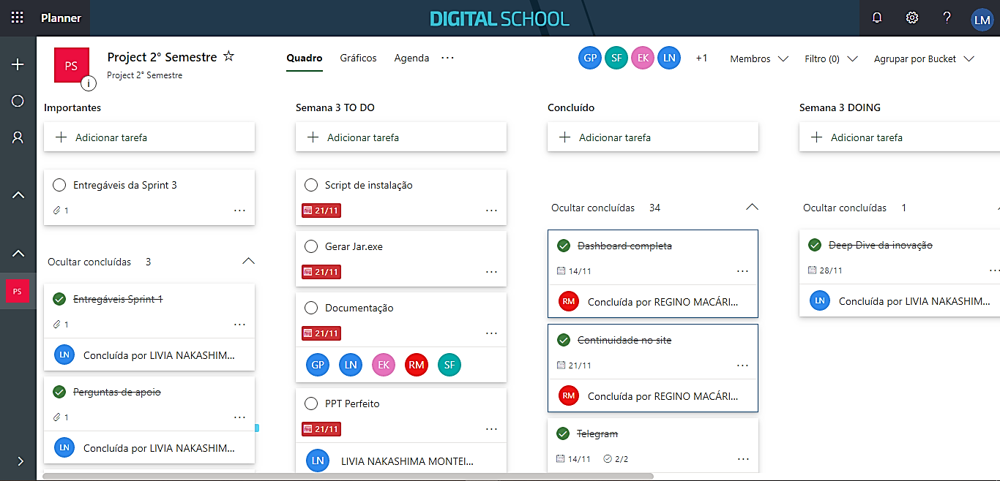 Planner
DIGITAL SCHOOL
?
LM
PS
Project 2° Semestre
Project 2° Semestre
i
Quadro
Gráficos
Agenda
...
GP
SF
EK
LN
+1
Membros
Filtro (0)
Agrupar por Bucket
PS
Importantes
+ Adicionar tarefa
Entregáveis da Sprint 3
1
...
Ocultar concluídas 3
Entregáveis Sprint 1
1
...
LN Concluída por LIVIA NAKASHIM...
Perguntas de apoio
1
...
LN Concluída por LIVIA NAKASHIM...
Semana 3 TO DO
+ Adicionar tarefa
Script de instalação
21/11
...
Gerar Jar.exe
21/11
...
Documentação
21/11
...
GP LN EK RM SF
PPT Perfeito
21/11
...
LN LIVIA NAKASHIMA MONTEI...
Concluído
+ Adicionar tarefa
Ocultar concluídas 34
Dashboard completa
14/11
...
RM Concluída por REGINO MACÁRI...
Continuidade no site
21/11
...
RM Concluída por REGINO MACÁRI...
Telegram
14/11 2/2
...
Semana 3 DOING
+ Adicionar tarefa
Ocultar concluídas 1
Deep Dive da inovação
28/11
...
LN Concluída por LIVIA NAKASHIM...